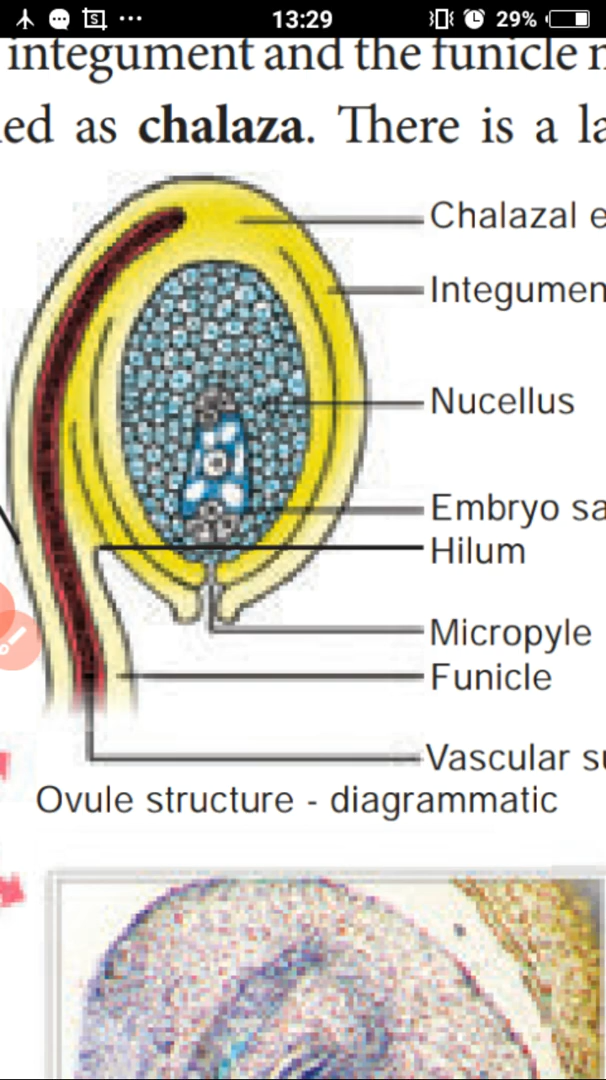 13:29
29%
integument and the funicle
ed as chalaza. There is a la
Chalazal e
Integumen
Nucellus
Embryo sa
Hilum
Micropyle
Funicle
Vascular su
Ovule structure - diagrammatic